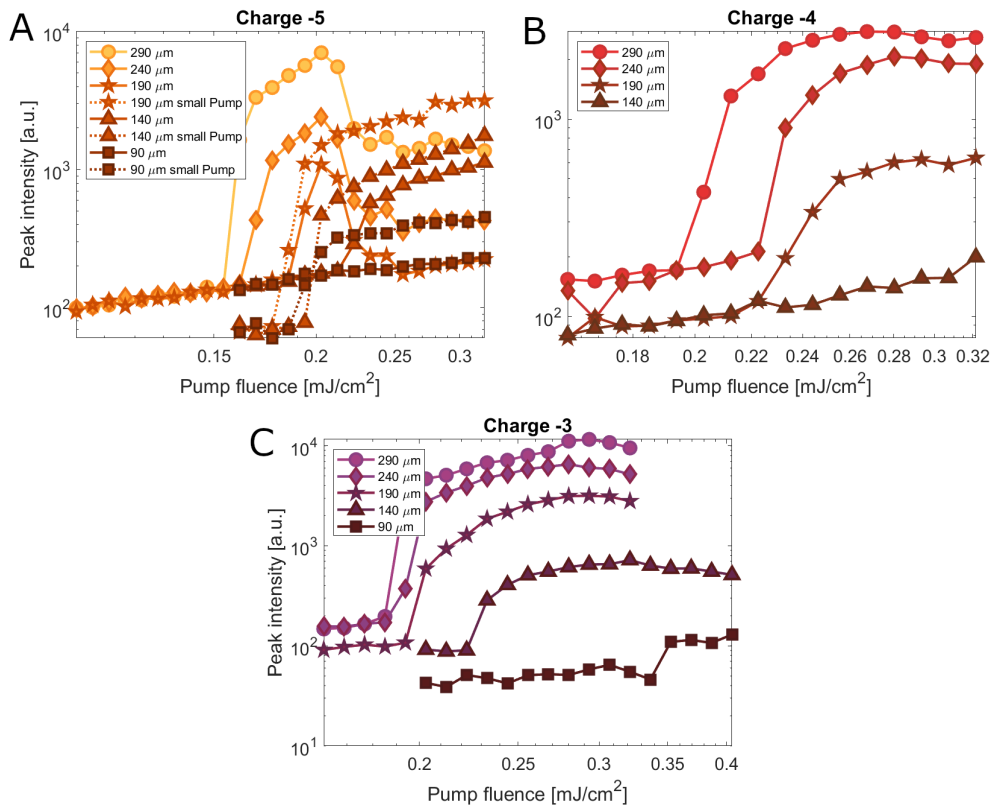 A
Charge -5
10^4
10^3
10^2
Peak intensity [a.u.]
290 μm
240 μm
190 μm
190 μm small Pump
140 μm
140 μm small Pump
90 μm
90 μm small Pump
0.15
0.2
0.25
0.3
Pump fluence [mJ/cm^2]
B
Charge -4
10^3
10^2
Peak intensity [a.u.]
290 μm
240 μm
190 μm
140 μm
0.18
0.2
0.22
0.24
0.26
0.28
0.3
0.32
Pump fluence [mJ/cm^2]
C
Charge -3
10^4
10^3
10^2
10^1
Peak intensity [a.u.]
290 μm
240 μm
190 μm
140 μm
90 μm
0.2
0.25
0.3
0.35
0.4
Pump fluence [mJ/cm^2]